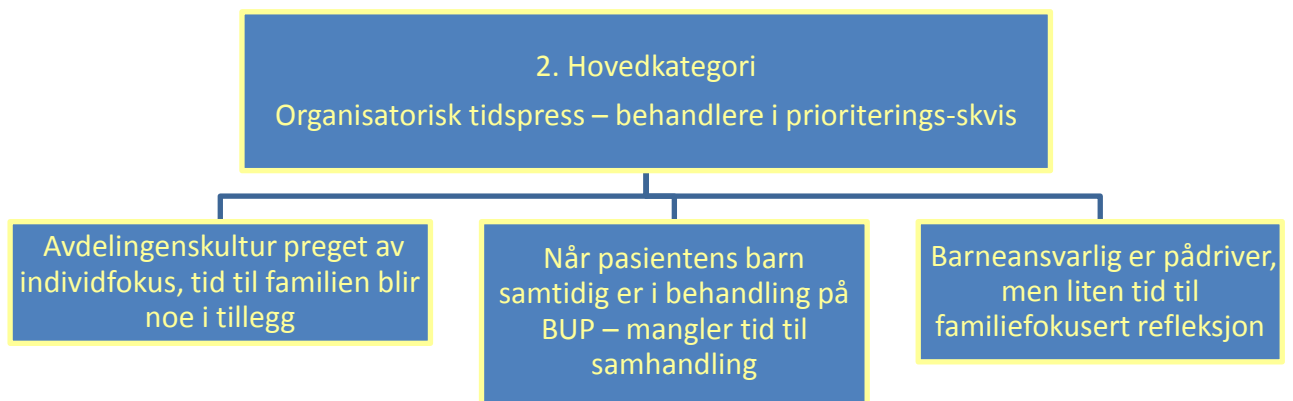 2. Hovedkategori
Organisatorisk tidspress – behandlere i prioriterings-skvis
Avdelingenskultur preget av
individfokus, tid til familien blir
noe i tillegg
Når pasientens barn
samtidig er i behandling på
BUP – mangler tid til
samhandling
Barneansvarlig er pådriver,
men liten tid til
familiefokusert refleksjon